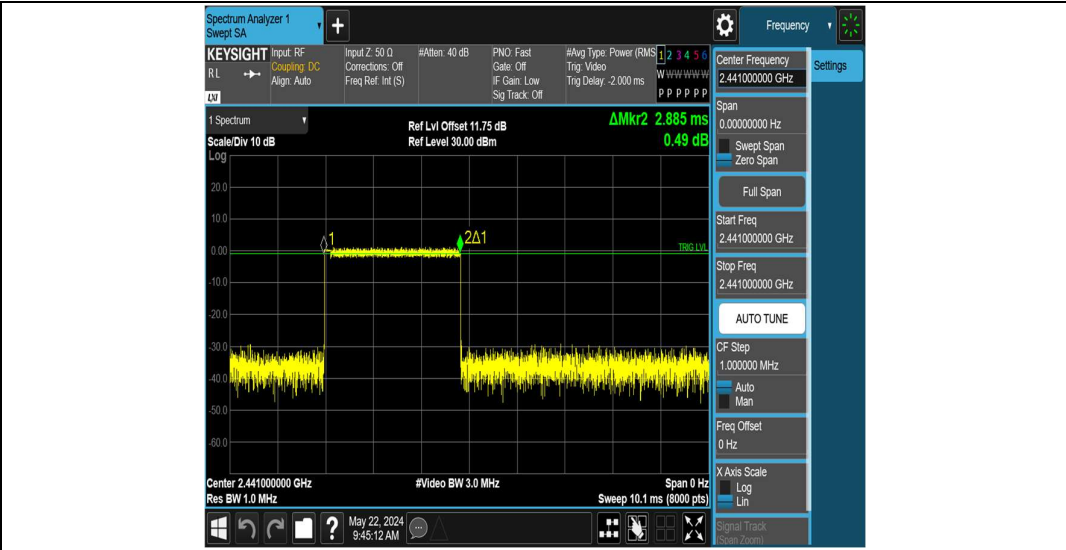 Spectrum Analyzer 1
Swept SA
+
Frequency
KEYSIGHT
RL
LXI
Input: RF
Coupling: DC
Align: Auto
Input Z: 50 Ω
Corrections: Off
Freq Ref: Int (S)
#Atten: 40 dB
PNO: Fast
Gate: Off
IF Gain: Low
Sig Track: Off
#Avg Type: Power (RMS
Trig: Video
Trig Delay: -2.000 ms
1 2 3 4 5 6
W W W W W W
P P P P P P
1 Spectrum
Scale/Div 10 dB
Log
Ref Lvl Offset 11.75 dB
Ref Level 30.00 dBm
ΔMkr2 2.885 ms
0.49 dB
20.0
10.0
0.00
-10.0
-20.0
-30.0
-40.0
-50.0
-60.0
1
2Δ1
TRIG LVL
Center 2.441000000 GHz
Res BW 1.0 MHz
#Video BW 3.0 MHz
Span 0 Hz
Sweep 10.1 ms (8000 pts)
May 22, 2024
9:45:12 AM
?
Center Frequency
2.441000000 GHz
Settings
Span
0.00000000 Hz
Swept Span
Zero Span
Full Span
Start Freq
2.441000000 GHz
Stop Freq
2.441000000 GHz
AUTO TUNE
CF Step
1.000000 MHz
Auto
Man
Freq Offset
0 Hz
X Axis Scale
Log
Lin
Signal Track
(Span Zoom)